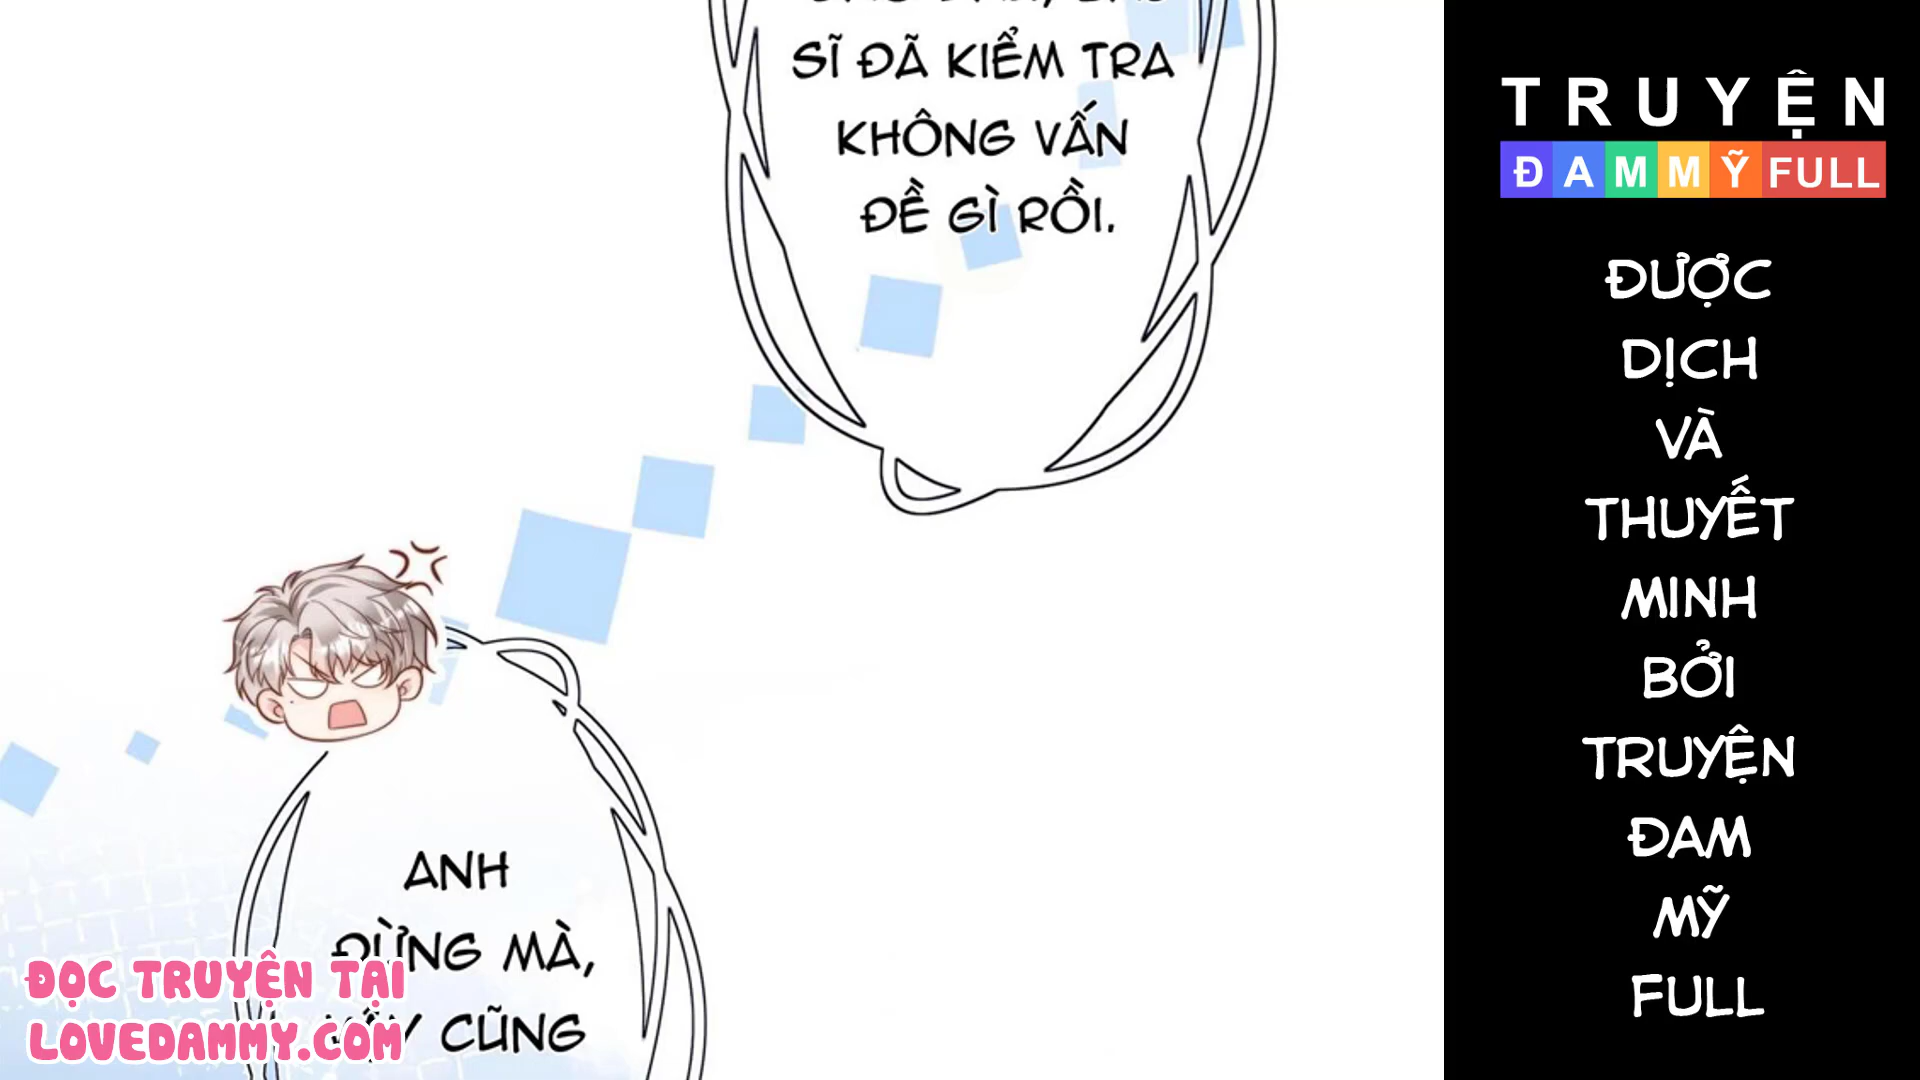 SĨ ĐÃ KIỂM TRA
KHÔNG VẤN
ĐỀ GÌ RỒI.
ANH
ĐỪNG MÀ,
CŨNG
ĐỌC TRUYỆN TẠI
LOVEDAMMY.COM
TRUYỆN
ĐAMMỸFULL
ĐƯỢC
DỊCH
VÀ
THUYẾT
MINH
BỞI
TRUYỆN
ĐAM
MỸ
FULL